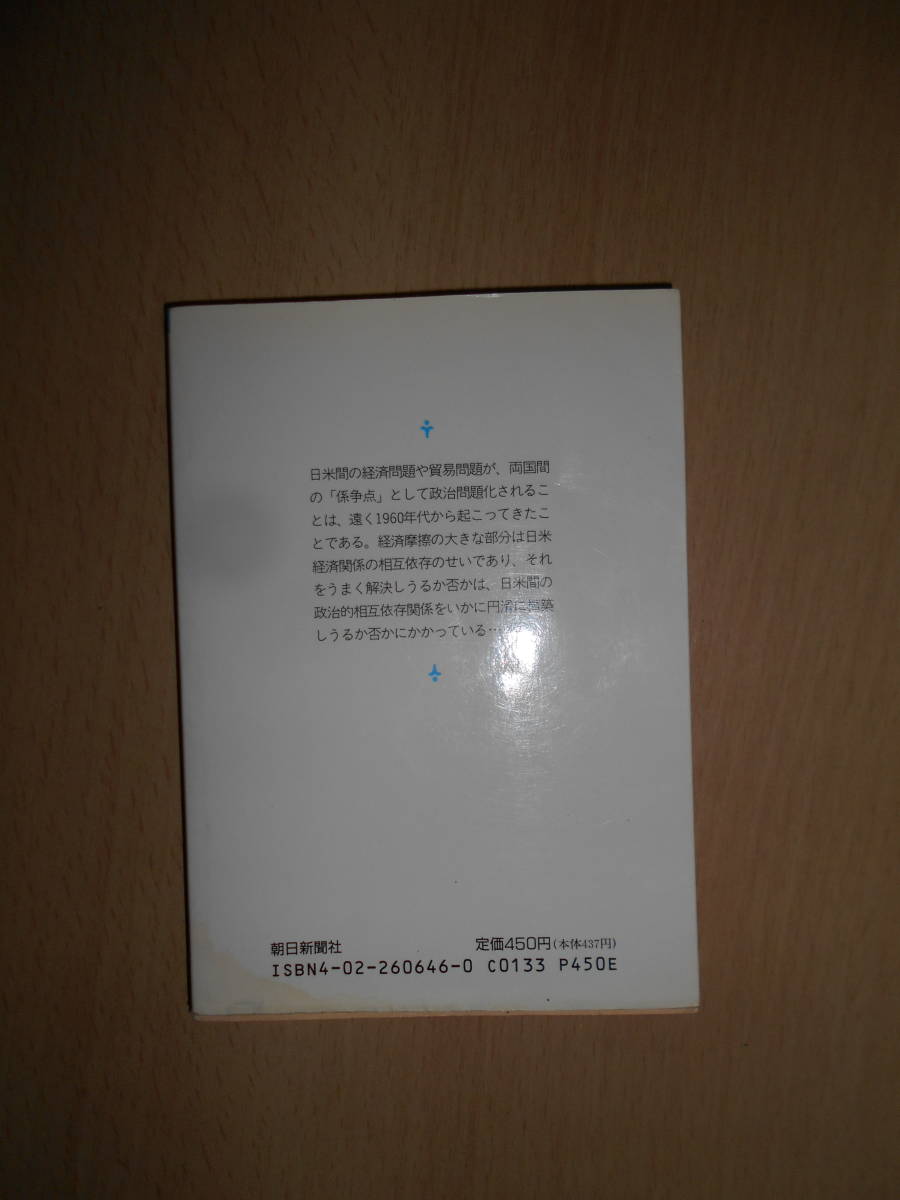 日米間の経済問題や貿易問題が、両国間
の「係争点」として政治問題化されるこ
とは、遠く1960年代から起こってきたこ
とである。経済摩擦の大きな部分は日米
経済関係の相互依存のせいであり、それ
をうまく解決しうるか否かは、日米間の
政治的相互依存関係をいかに円滑に構築
しうるか否かにかかっている…
朝日新聞社 定価450円(本体437円)
ISBN4-02-260646-0 C0133 P450E